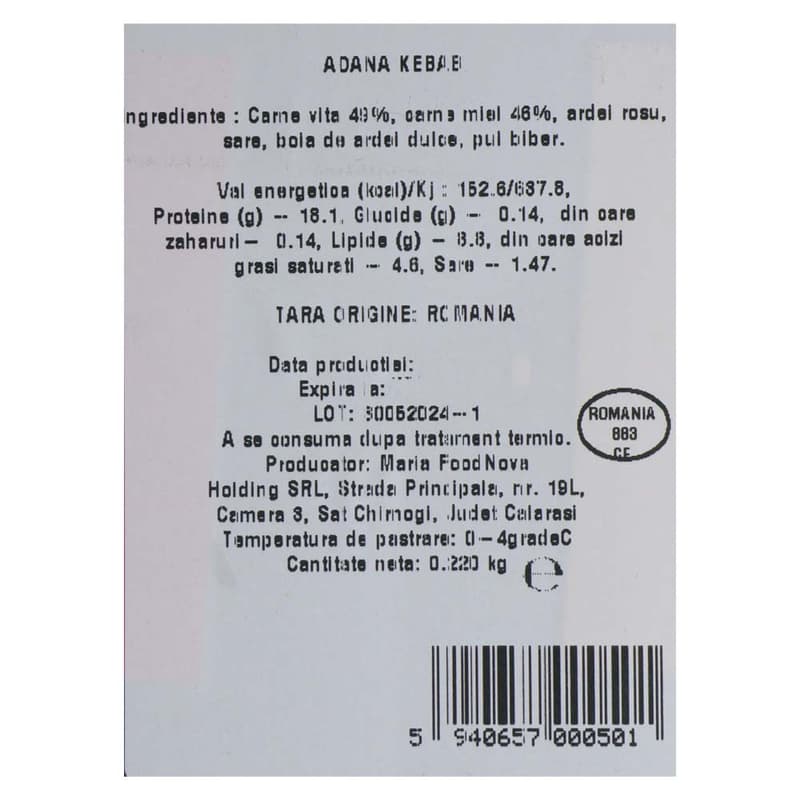 ADANA KEBAB
Ingrediente : Carne vita 49%, carne miel 46%, ardei rosu,
sare, boia de ardei dulce, pul biber.
Val energetica (kcal)/Kj : 152.6/637.8,
Proteine (g) - 18.1, Glucide (g) - 0.14, din care
zaharuri- 0.14, Lipide (g) - 8.8, din care acizi
grasi saturati - 4.6, Sare - 1.47.
TARA ORIGINE: ROMANIA
Data productiei:
Expira la:
LOT: 30052024-1
A se consuma dupa tratament termic.
ROMANIA
883
CE
Producator: Maria FoodNova
Holding SRL, Strada Principala, nr. 19L,
Camera 3, Sat Chirnogi, Judet Calarasi
Temperatura de pastrare: 0-4gradeC
Cantitate neta: 0.220 kg ℮
5 940657 000501